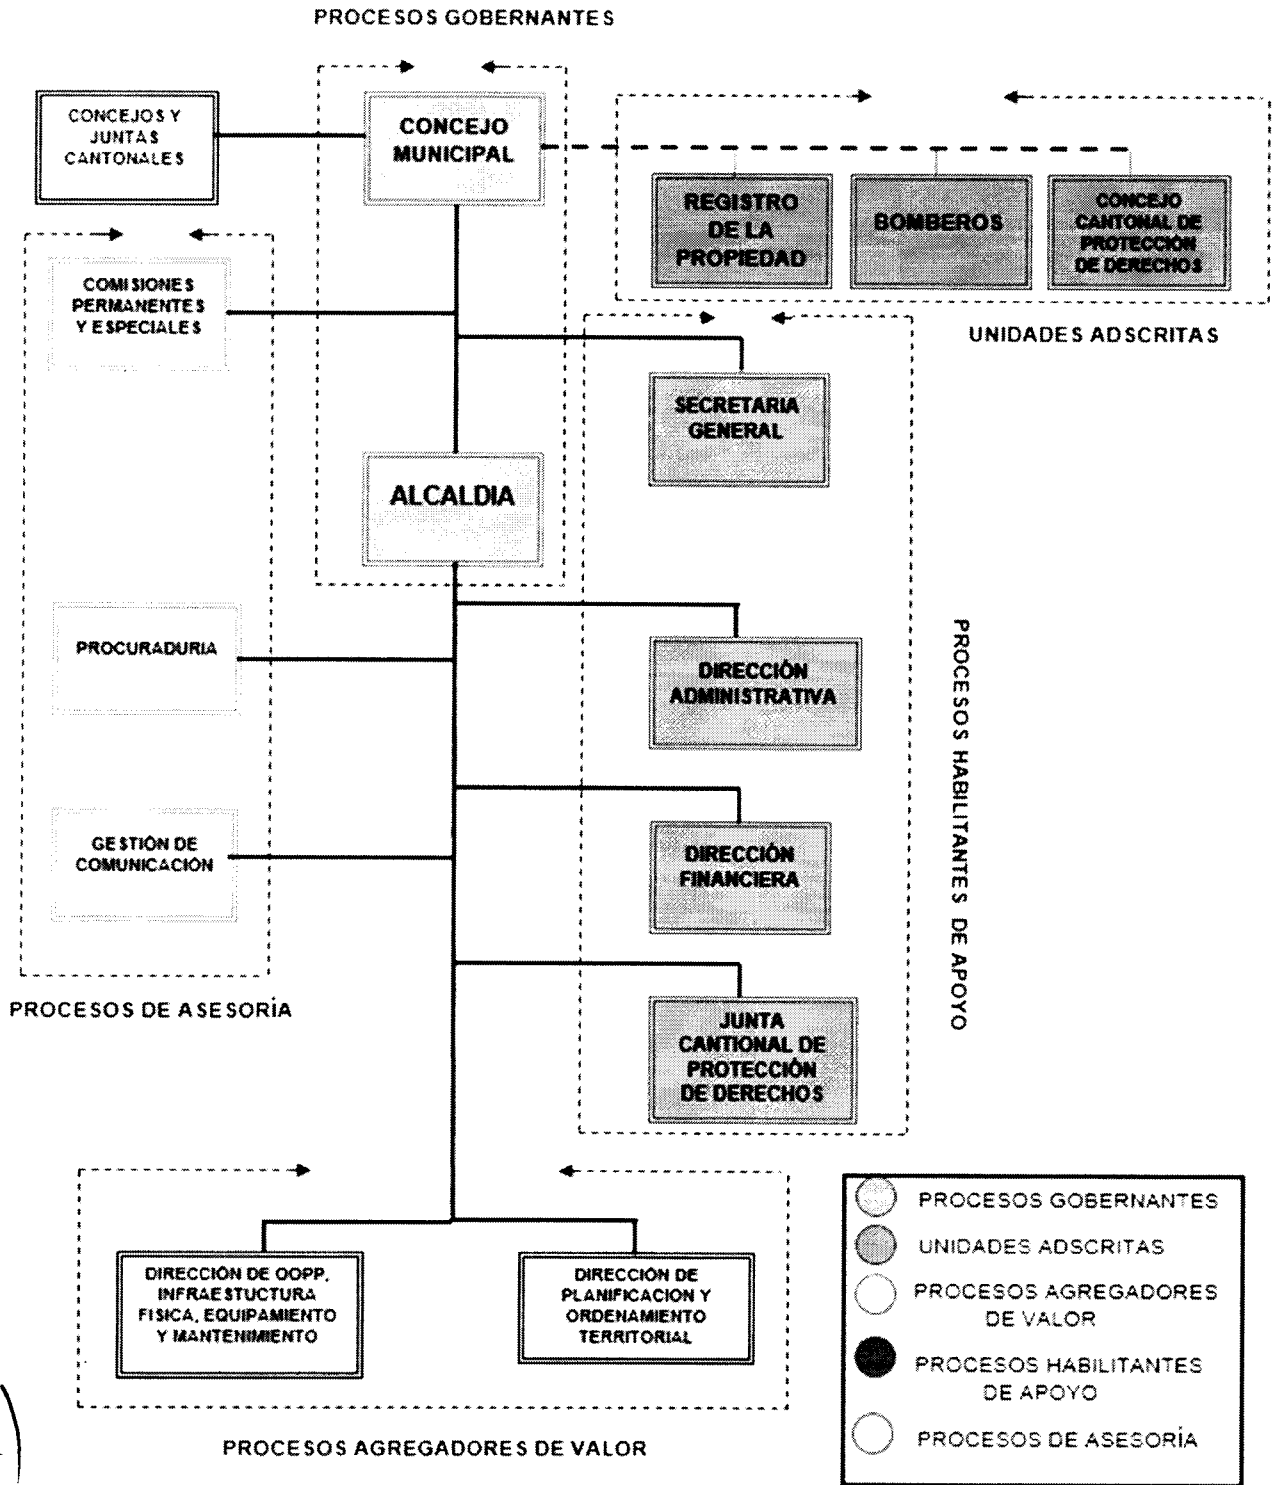 PROCESOS GOBERNANTES
CONCEJOS Y
JUNTAS
CANTONALES
CONCEJO
MUNICIPAL
REGISTRO
DE LA
PROPIEDAD
BOMBEROS
CONCEJO
CANTONAL DE
PROTECCIÓN
DE DERECHOS
UNIDADES ADSCRITAS
COMISIONES
PERMANENTES
Y ESPECIALES
SECRETARIA
GENERAL
ALCALDIA
PROCURADURIA
DIRECCIÓN
ADMINISTRATIVA
GESTIÓN DE
COMUNICACIÓN
DIRECCIÓN
FINANCIERA
PROCESOS HABILITANTES DE APOYO
PROCESOS DE ASESORÍA
JUNTA
CANTIONAL DE
PROTECCIÓN
DE DERECHOS
DIRECCIÓN DE OOPP,
INFRAESTUCTURA
FISICA, EQUIPAMIENTO
Y MANTENIMIENTO
DIRECCIÓN DE
PLANIFICACION Y
ORDENAMIENTO
TERRITORIAL
PROCESOS AGREGADORES DE VALOR
PROCESOS GOBERNANTES
UNIDADES ADSCRITAS
PROCESOS AGREGADORES
DE VALOR
PROCESOS HABILITANTES
DE APOYO
PROCESOS DE ASESORÍA